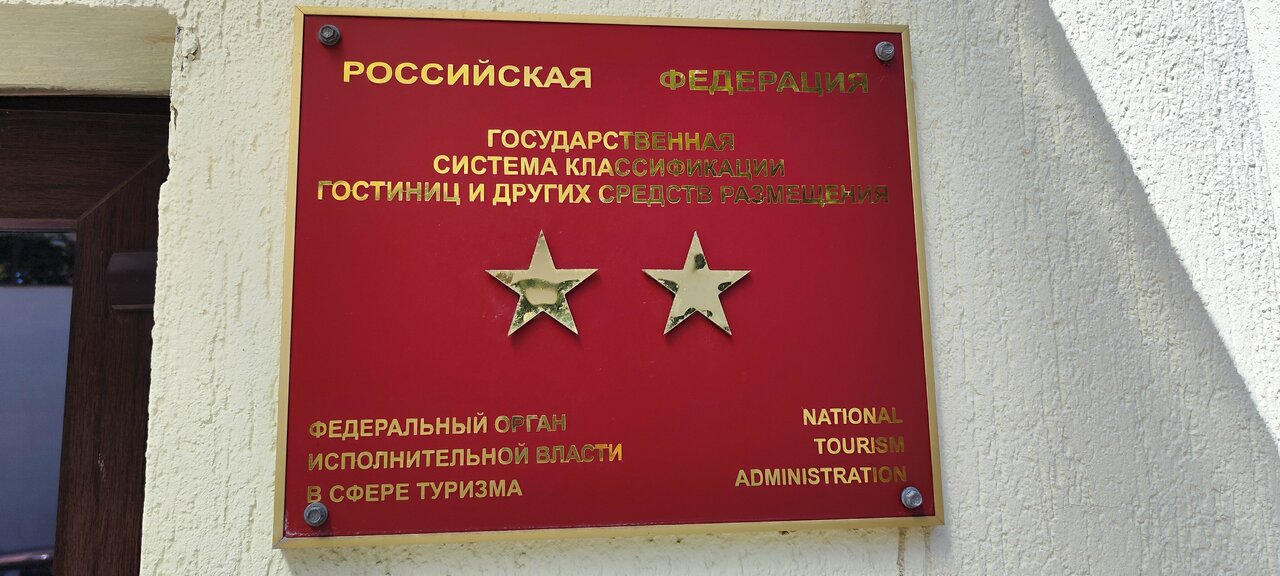 РОССИЙСКАЯ ФЕДЕРАЦИЯ
ГОСУДАРСТВЕННАЯ
СИСТЕМА КЛАССИФИКАЦИИ
ГОСТИНИЦ И ДРУГИХ СРЕДСТВ РАЗМЕЩЕНИЯ
ФЕДЕРАЛЬНЫЙ ОРГАН
ИСПОЛНИТЕЛЬНОЙ ВЛАСТИ
В СФЕРЕ ТУРИЗМА
NATIONAL
TOURISM
ADMINISTRATION